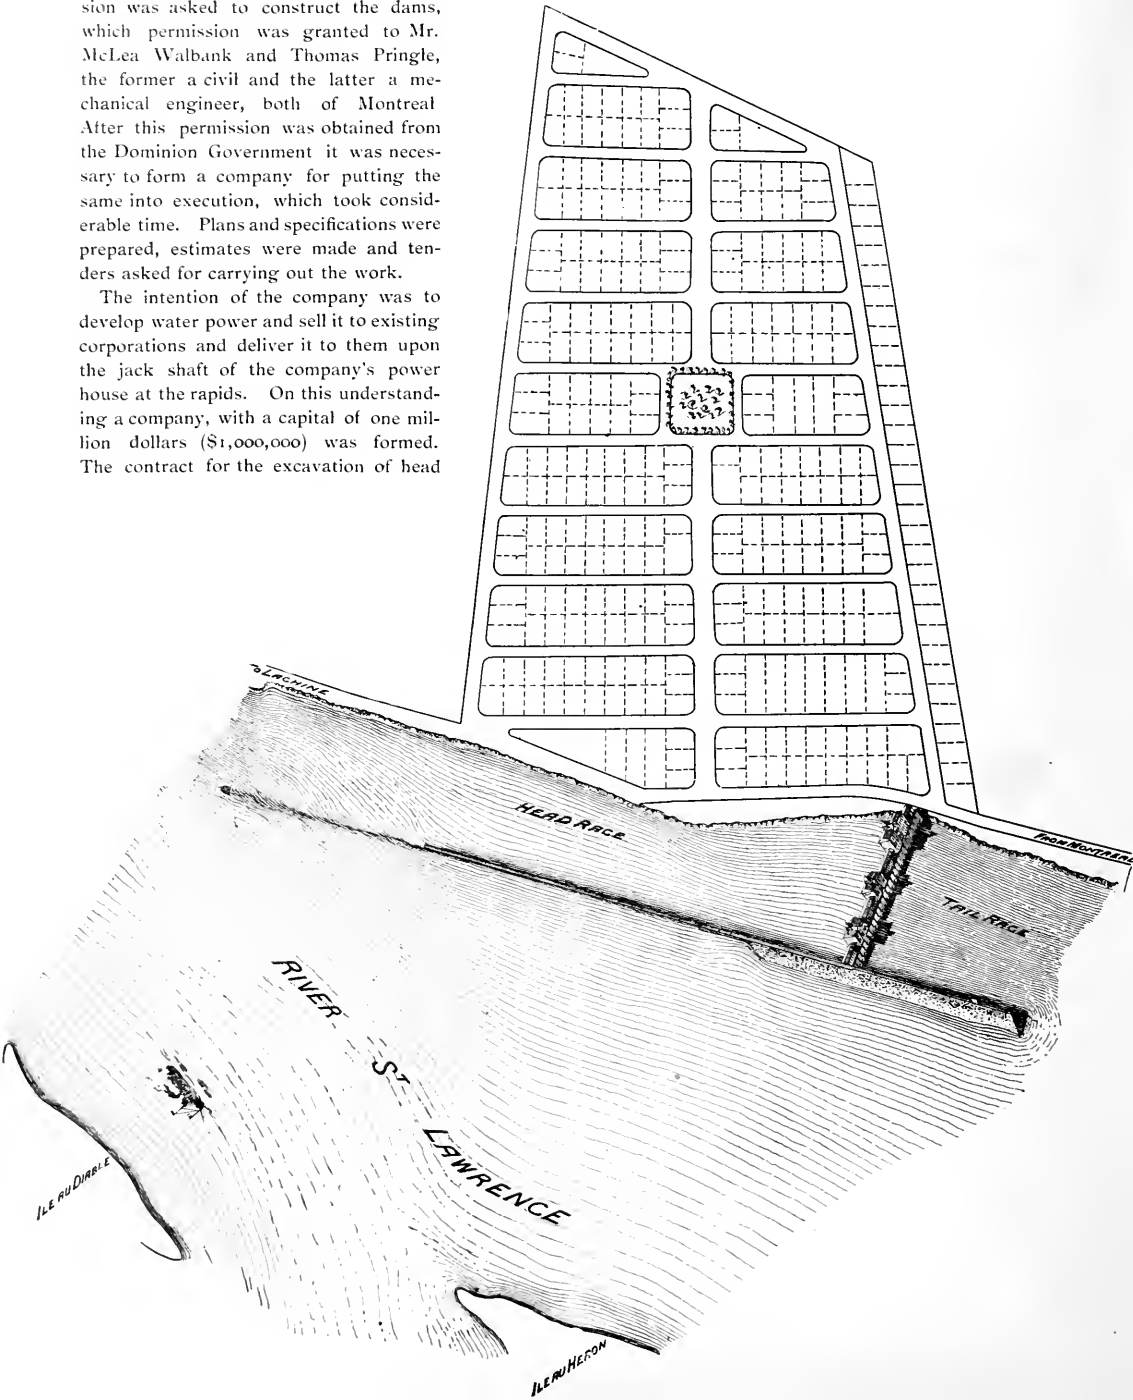 sion was asked to construct the dams,
which permission was granted to Mr.
McLea Walbank and Thomas Pringle,
the former a civil and the latter a me-
chanical engineer, both of Montreal
After this permission was obtained from
the Dominion Government it was neces-
sary to form a company for putting the
same into execution, which took consid-
erable time. Plans and specifications were
prepared, estimates were made and ten-
ders asked for carrying out the work.
The intention of the company was to
develop water power and sell it to existing
corporations and deliver it to them upon
the jack shaft of the company's power
house at the rapids. On this understand-
ing a company, with a capital of one mil-
lion dollars ($1,000,000) was formed.
The contract for the excavation of head
TO LACHINE
HEAD RACE
FROM MONTREAL
TAIL RACE
RIVER
ST
LAWRENCE
ILE AU DIABLE
ILE AU HERON